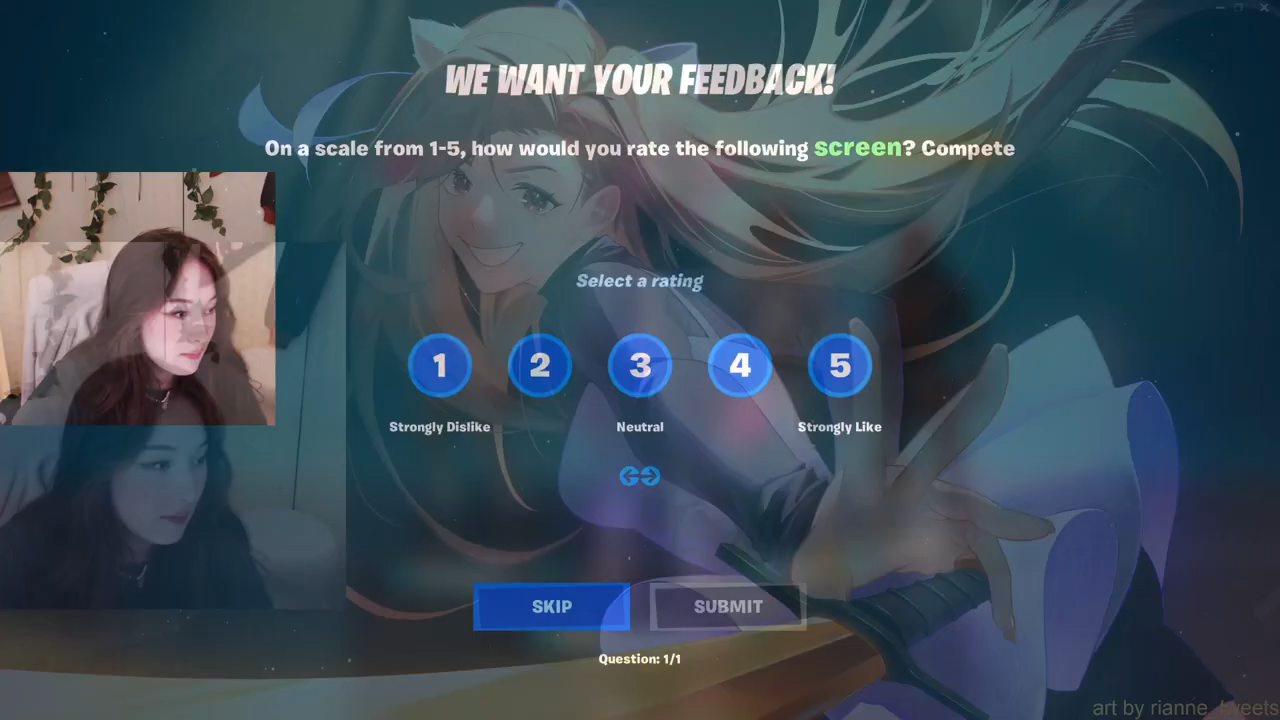 WE WANT YOUR FEEDBACK!
On a scale from 1-5, how would you rate the following screen? Compete
Select a rating
1 2 3 4 5
Strongly Dislike Neutral Strongly Like
SKIP SUBMIT
Question: 1/1
art by rianne_tweets